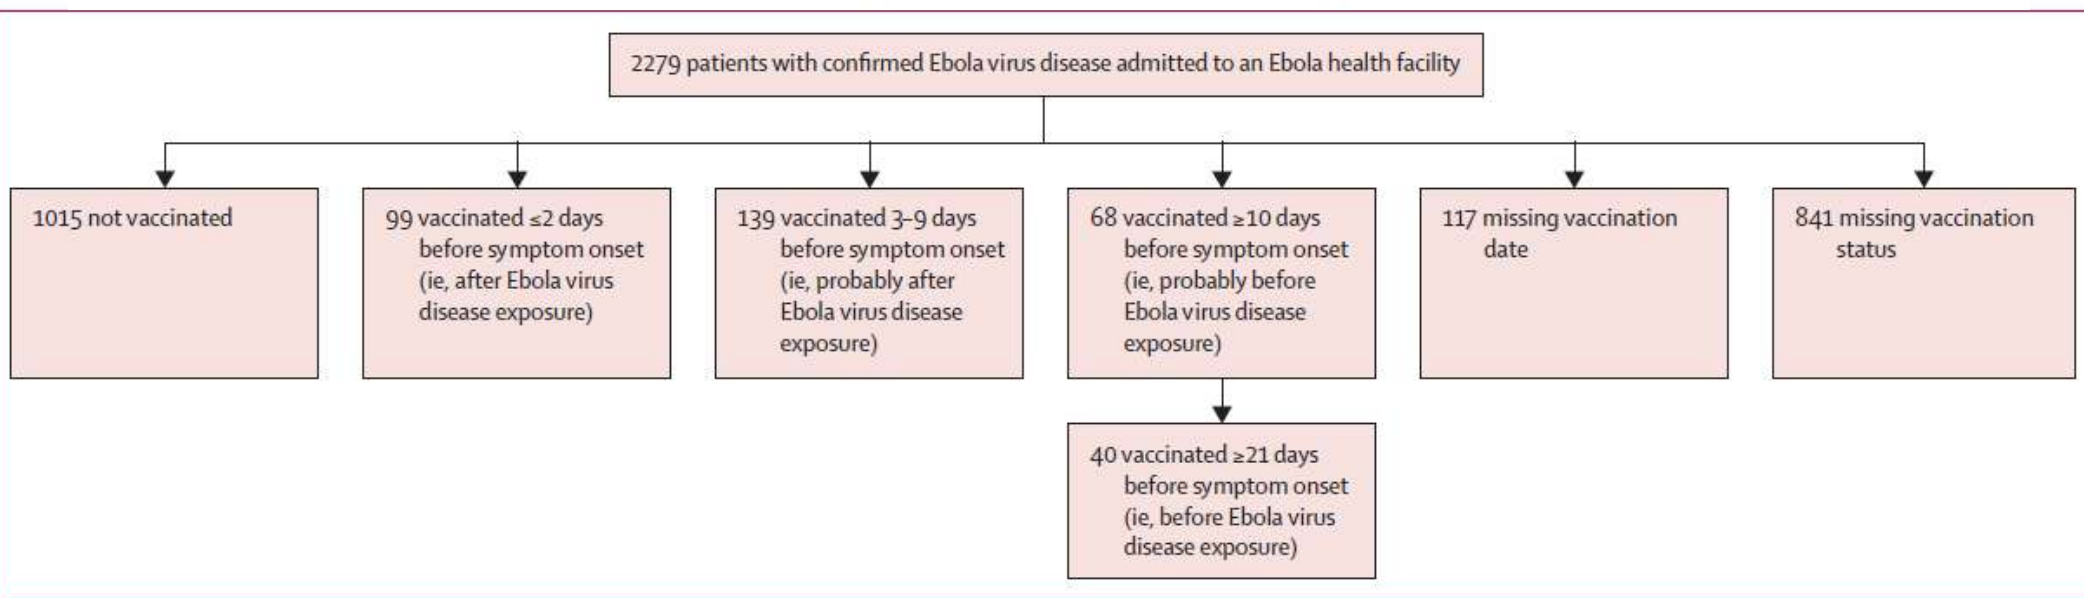 2279 patients with confirmed Ebola virus disease admitted to an Ebola health facility
1015 not vaccinated
99 vaccinated ≤2 days
before symptom onset
(ie, after Ebola virus
disease exposure)
139 vaccinated 3–9 days
before symptom onset
(ie, probably after
Ebola virus disease
exposure)
68 vaccinated ≥10 days
before symptom onset
(ie, probably before
Ebola virus disease
exposure)
117 missing vaccination
date
841 missing vaccination
status
40 vaccinated ≥21 days
before symptom onset
(ie, before Ebola virus
disease exposure)